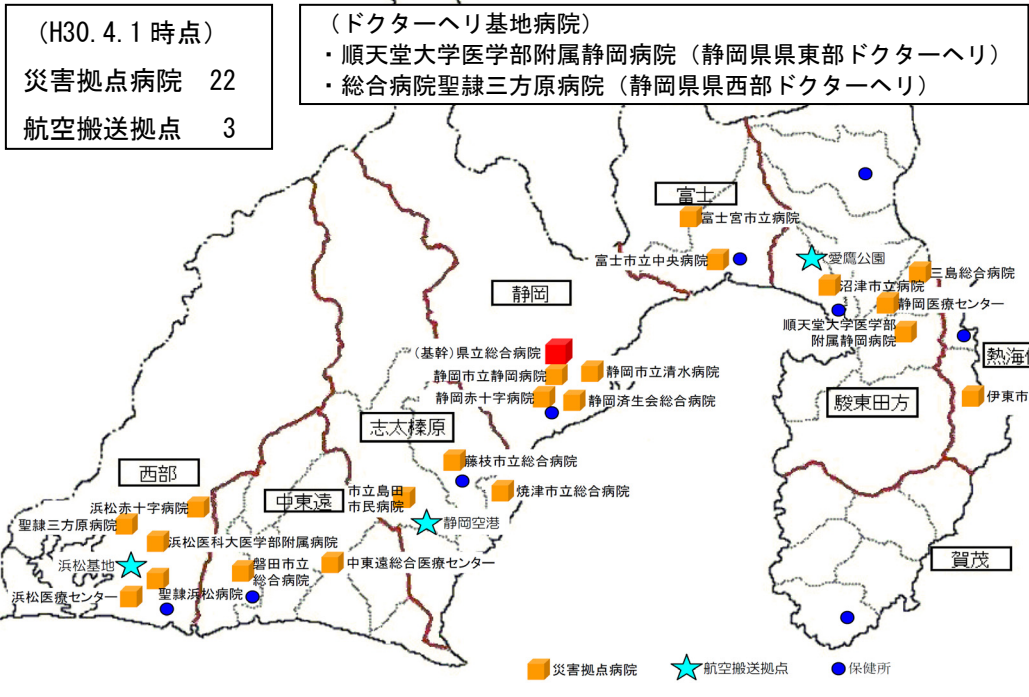 （H30.4.1時点）
災害拠点病院　22
航空搬送拠点　3
（ドクターヘリ基地病院）
・順天堂大学医学部附属静岡病院（静岡県県東部ドクターヘリ）
・総合病院聖隷三方原病院（静岡県県西部ドクターヘリ）
富士
富士宮市立病院
富士市立中央病院
愛鷹公園
三島総合病院
沼津市立病院
静岡医療センター
静岡
順天堂大学医学部
附属静岡病院
熱海伊
(基幹)県立総合病院
静岡市立静岡病院
静岡市立清水病院
静岡赤十字病院
静岡済生会総合病院
駿東田方
伊東市
志太榛原
藤枝市立総合病院
西部
中東遠
市立島田
市民病院
焼津市立総合病院
浜松赤十字病院
聖隷三方原病院
静岡空港
浜松医科大医学部附属病院
浜松基地
磐田市立
総合病院
中東遠総合医療センター
賀茂
聖隷浜松病院
浜松医療センター
災害拠点病院
航空搬送拠点
保健所